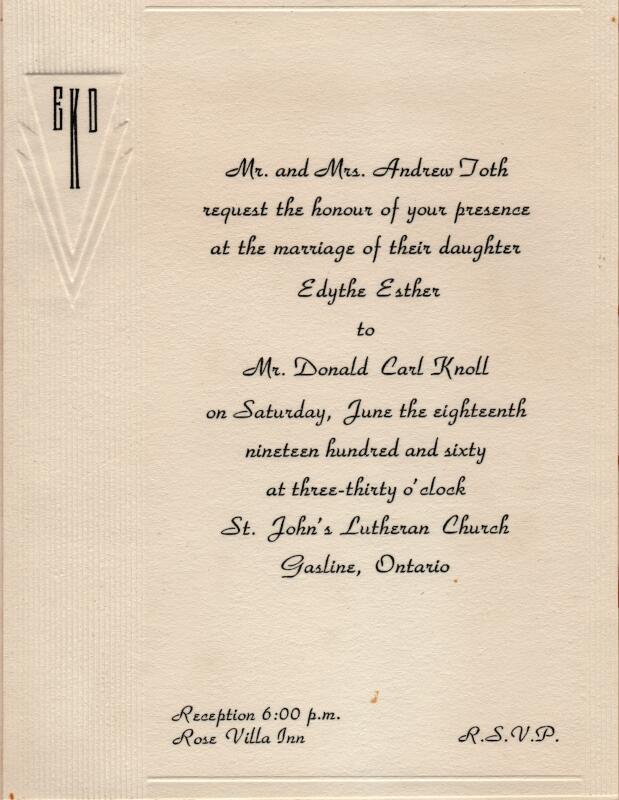 EKD
Mr. and Mrs. Andrew Toth
request the honour of your presence
at the marriage of their daughter
Edythe Esther
to
Mr. Donald Carl Knoll
on Saturday, June the eighteenth
nineteen hundred and sixty
at three-thirty o'clock
St. John's Lutheran Church
Gasline, Ontario
Reception 6:00 p.m.
Rose Villa Inn
R.S.V.P.